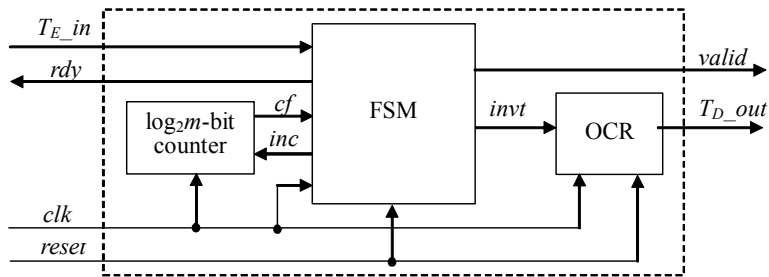 T_E_in
rdy
cf
log₂m-bit
counter
inc
FSM
valid
invt
OCR
T_D_out
clk
reset